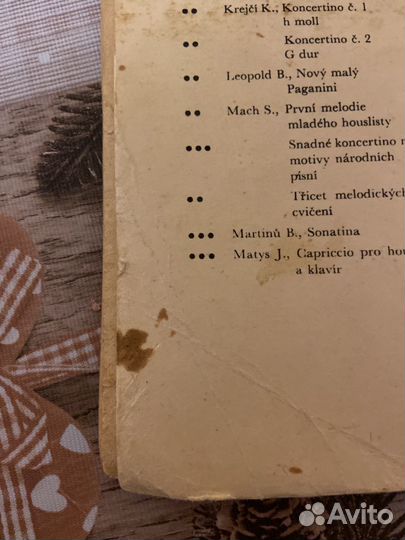 •• Krejčí K., Koncertino č. 1
h moll
•• Koncertino č. 2
G dur
Leopold B., Nový malý
•• Paganini
•• Mach S., První melodie
mladého houslisty
••• Snadné koncertino
motivy národních
písní
•• Třicet melodických
cvičení
••• Martinů B., Sonatina
••• Matys J., Capriccio pro
a klavír
Avito